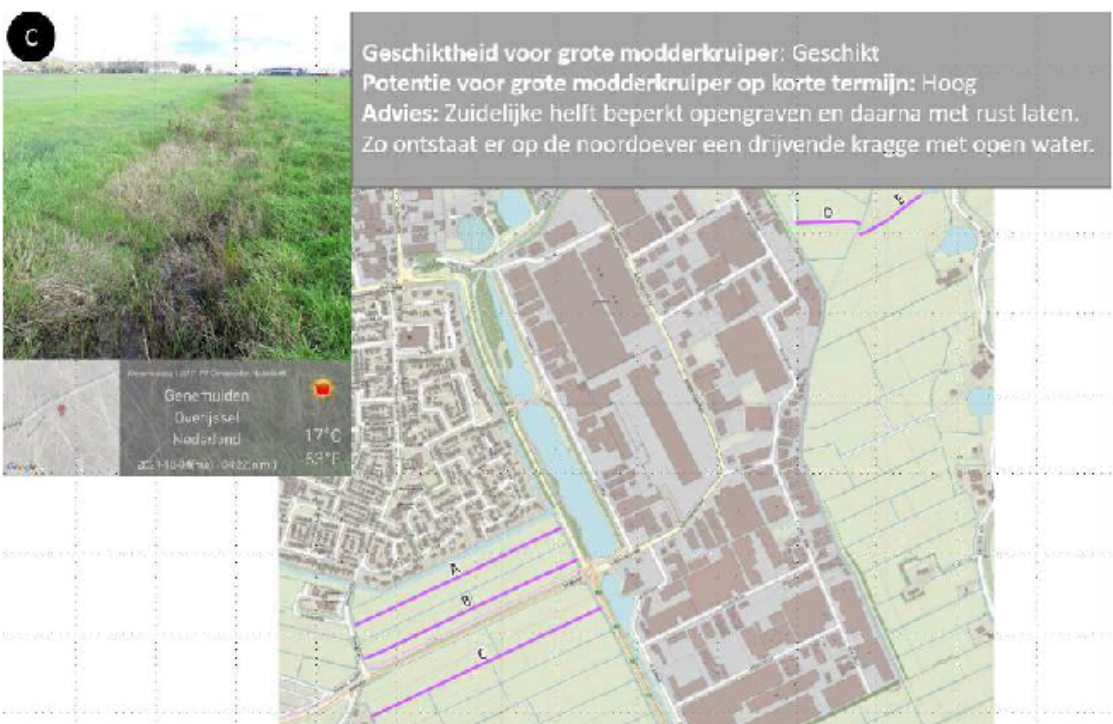 C
Geschiktheid voor grote modderkruiper: Geschikt
Potentie voor grote modderkruiper op korte termijn: Hoog
Advies: Zuidelijke helft beperkt opengraven en daarna met rust laten.
Zo ontstaat er op de noordoever een drijvende kragge met open water.
D
E
Genemuiden
Overijssel
Nederland
17°C
63°F
Google
A
B
C